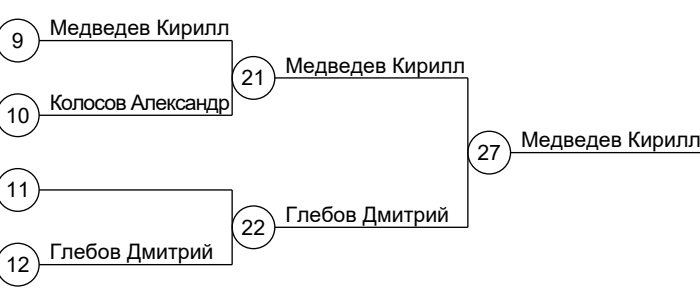 Медведев Кирилл
9
Медведев Кирилл
21
Колосов Александр
10
Медведев Кирилл
27
11
Глебов Дмитрий
22
Глебов Дмитрий
12